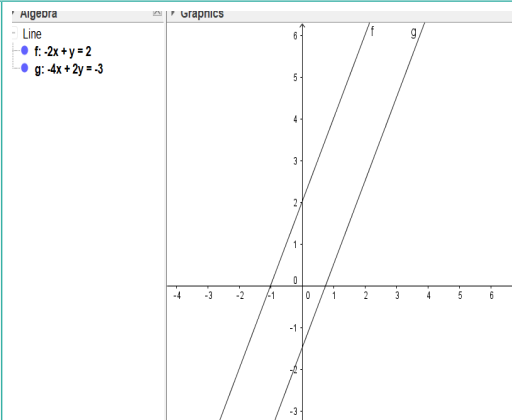 Algebra
Graphics
Line
f: -2x + y = 2
g: -4x + 2y = -3
f
g
6
5
4
3
2
1
0
-4 -3 -2 -1 0 1 2 3 4 5 6
-1
-2
-3